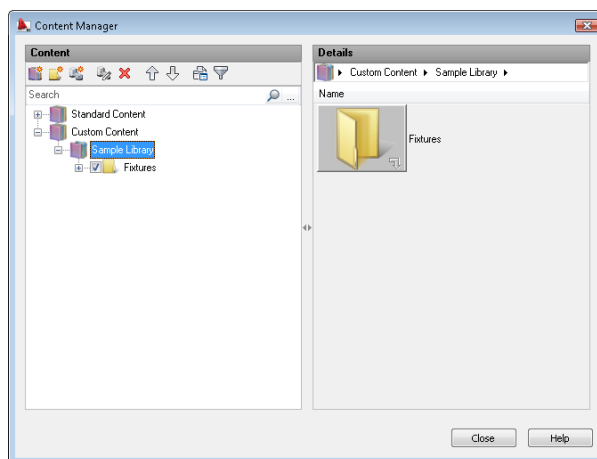 Content Manager
Content
Details
Custom Content
Sample Library
Search
...
Name
Standard Content
Custom Content
Sample Library
Fixtures
Fixtures
Close
Help